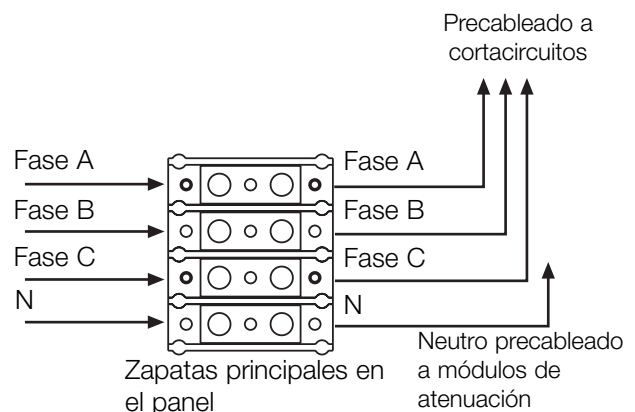 Precableado a
cortacircuitos
Fase A
Fase A
Fase B
Fase B
Fase C
Fase C
N
N
Neutro precableado
a módulos de
atenuación
Zapatas principales en
el panel